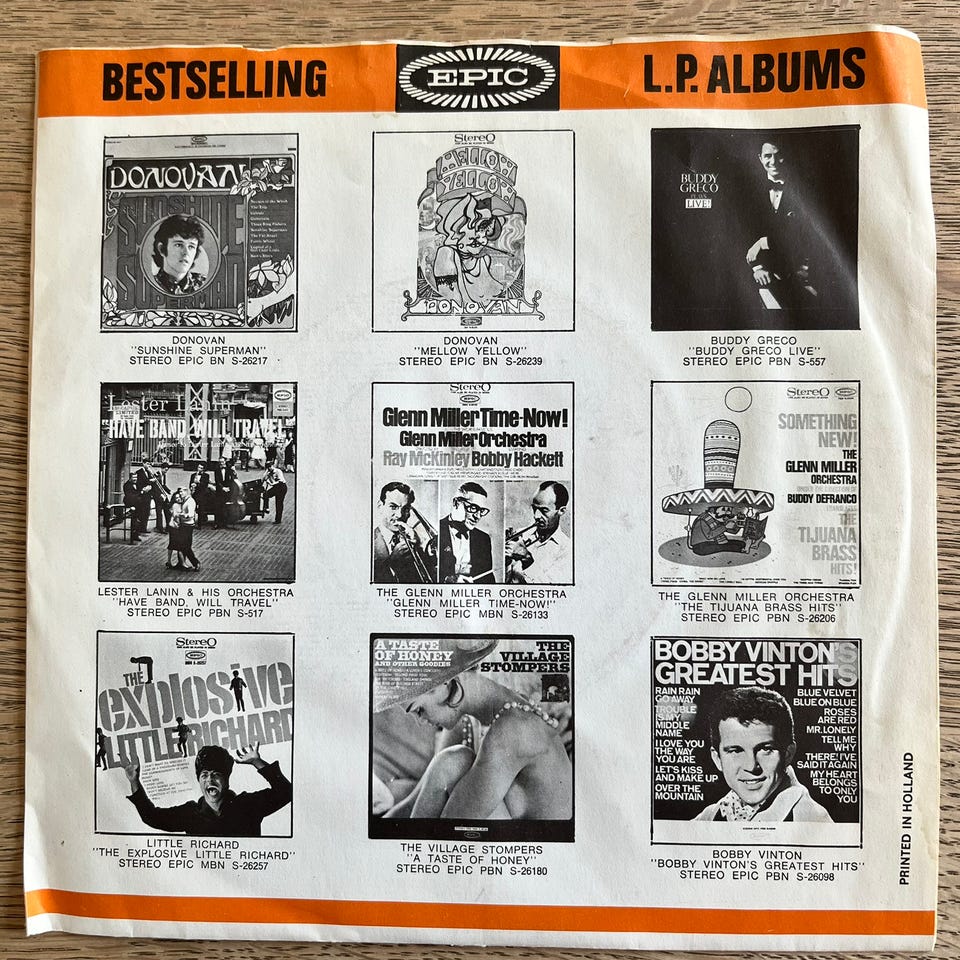 BESTSELLING
EPIC
L.P. ALBUMS
DONOVAN
SUNSHINE
SUPERMAN
DONOVAN
"SUNSHINE SUPERMAN"
STEREO EPIC BN S-26217
StereO
MELLOW
YELLOW
DONOVAN
DONOVAN
"MELLOW YELLOW"
STEREO EPIC BN S-26239
BUDDY
GRECO
LIVE!
BUDDY GRECO
"BUDDY GRECO LIVE"
STEREO EPIC PBN S-557
Lester Lanin
"HAVE BAND, WILL TRAVEL"
LESTER LANIN & HIS ORCHESTRA
"HAVE BAND, WILL TRAVEL"
STEREO EPIC PBN S-517
StereO
Glenn Miller Time-Now!
Glenn Miller Orchestra
Ray McKinley Bobby Hackett
THE GLENN MILLER ORCHESTRA
"GLENN MILLER TIME-NOW!"
STEREO EPIC MBN S-26133
StereO
SOMETHING
NEW!
THE
GLENN MILLER
ORCHESTRA
UNDER THE DIRECTION OF
BUDDY DEFRANCO
TRANSLATES
THE
TIJUANA
BRASS
HITS!
THE GLENN MILLER ORCHESTRA
"THE TIJUANA BRASS HITS"
STEREO EPIC PBN S-26206
StereO
THE
explosive
LITTLE RICHARD
LITTLE RICHARD
"THE EXPLOSIVE LITTLE RICHARD"
STEREO EPIC MBN S-26257
A TASTE
OF HONEY
AND OTHER GOODIES
THE
VILLAGE
STOMPERS
THE VILLAGE STOMPERS
"A TASTE OF HONEY"
STEREO EPIC PBN S-26180
BOBBY VINTON'S
GREATEST HITS
RAIN RAIN
GO AWAY
TROUBLE
IS MY
MIDDLE
NAME
I LOVE YOU
THE WAY
YOU ARE
LET'S KISS
AND MAKE UP
OVER THE
MOUNTAIN
BLUE VELVET
BLUE ON BLUE
ROSES
ARE RED
MR. LONELY
TELL ME
WHY
THERE! I'VE
SAID IT AGAIN
MY HEART
BELONGS
TO ONLY
YOU
BOBBY VINTON
"BOBBY VINTON'S GREATEST HITS"
STEREO EPIC PBN S-26098
PRINTED IN HOLLAND